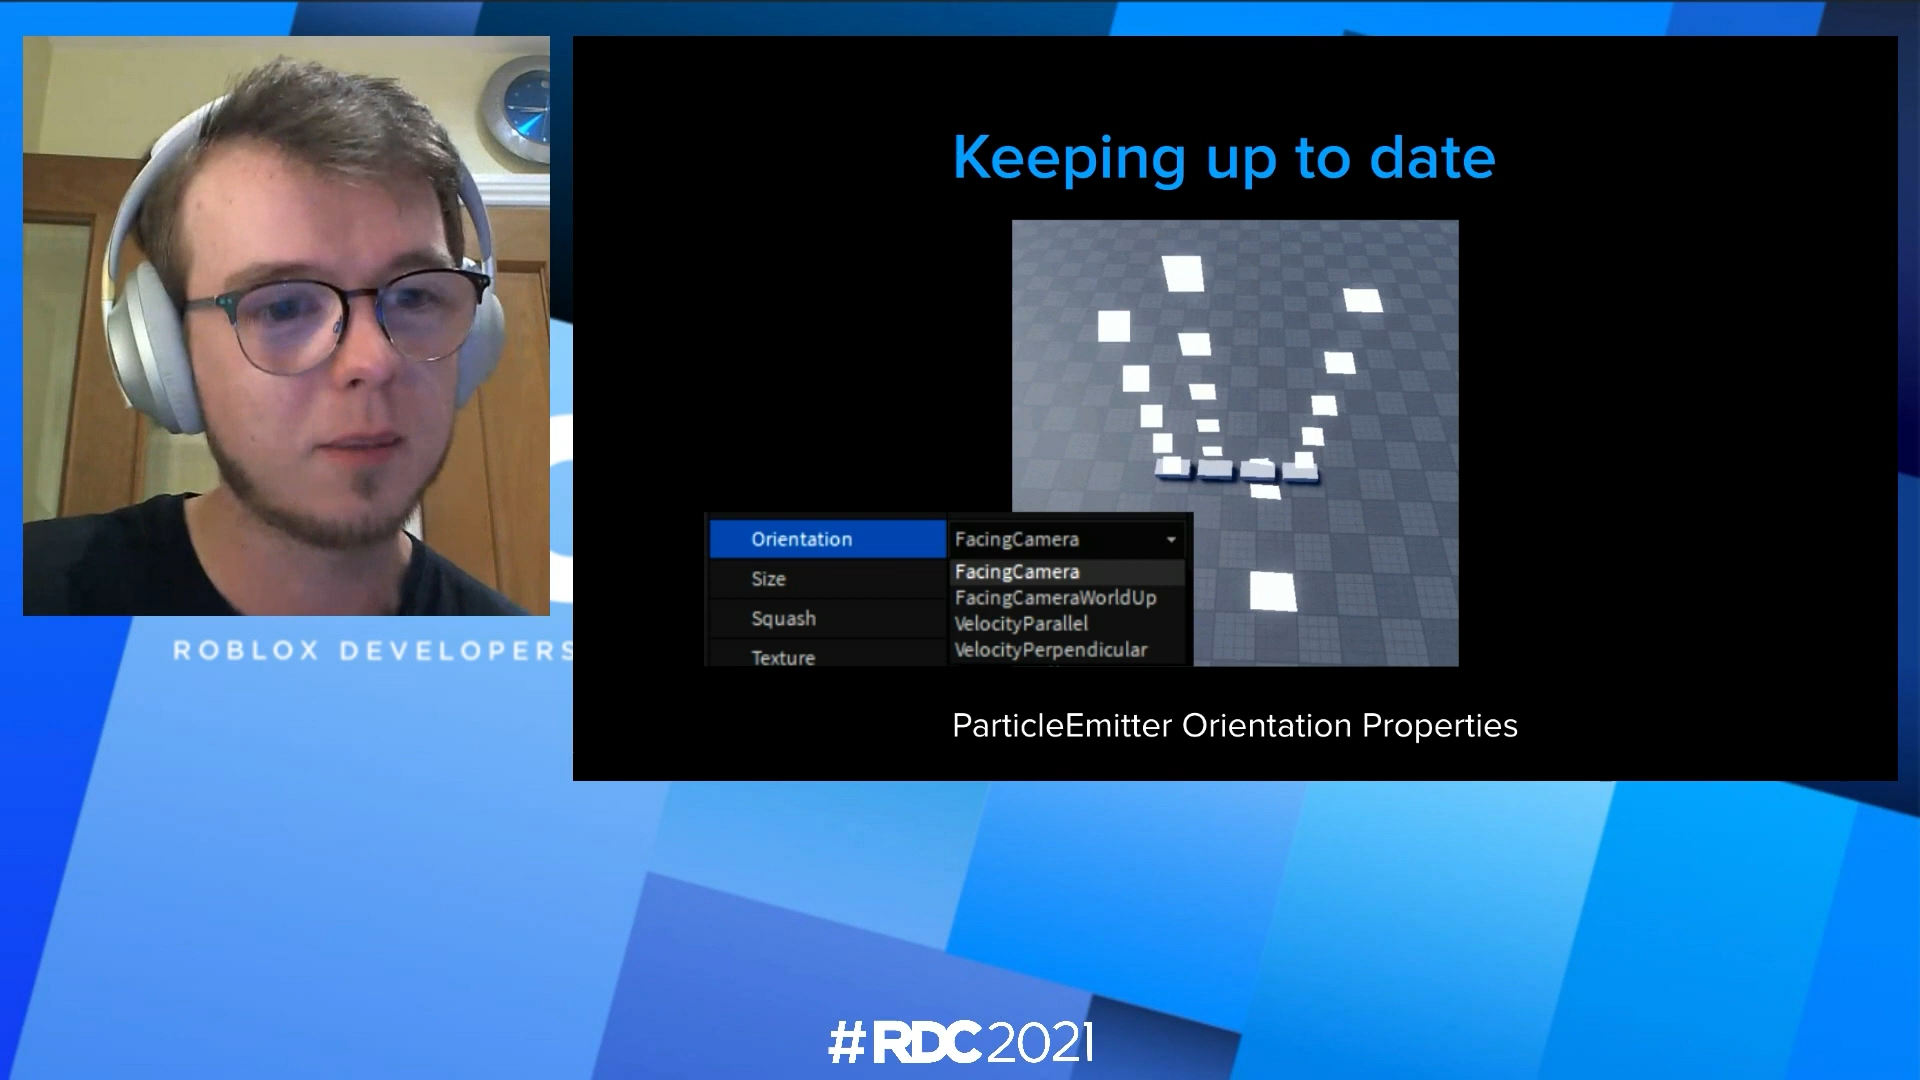 Keeping up to date
Orientation
FacingCamera
FacingCamera
Size
FacingCameraWorldUp
Squash
VelocityParallel
Texture
VelocityPerpendicular
ROBLOX DEVELOPERS
ParticleEmitter Orientation Properties
#RDC2021